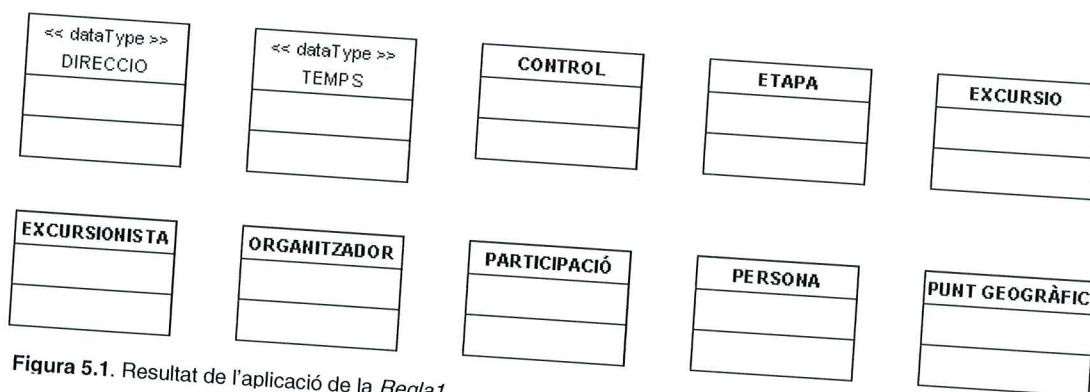 << dataType >>
DIRECCIO
<< dataType >>
TEMPS
CONTROL
ETAPA
EXCURSIO
EXCURSIONISTA
ORGANITZADOR
PARTICIPACIÓ
PERSONA
PUNT GEOGRÀFIC
Figura 5.1. Resultat de l'aplicació de la Regla1